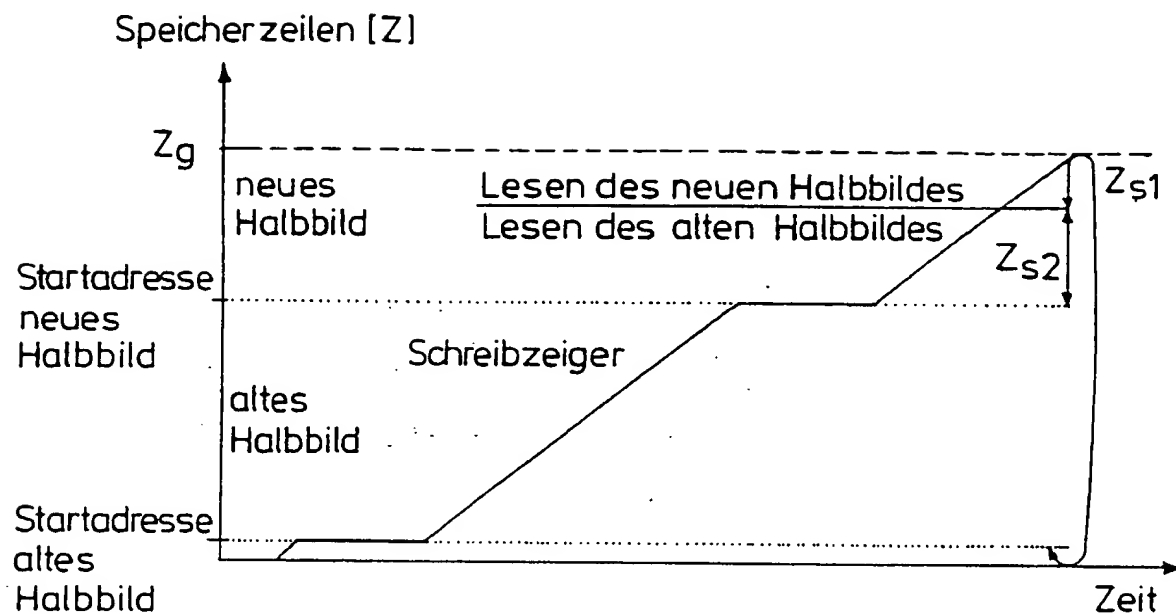 Speicherzeilen [Z]
Zg
neues
Halbbild
Lesen des neuen Halbbildes
Zs1
Lesen des alten Halbbildes
Zs2
Startadresse
neues
Halbbild
Schreibzeiger
altes
Halbbild
Startadresse
altes
Halbbild
Zeit